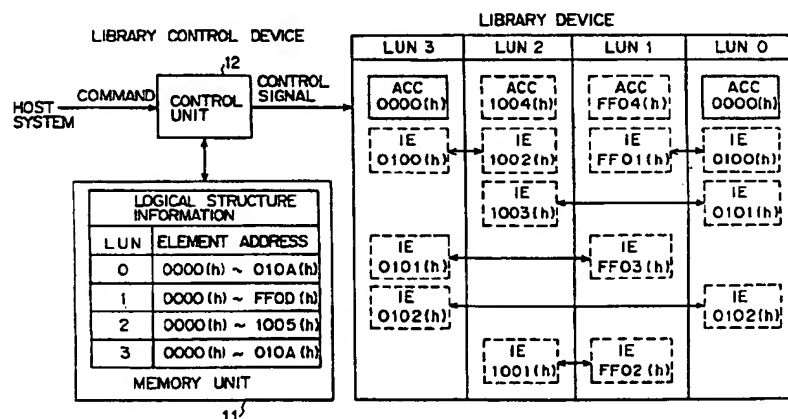 LIBRARY CONTROL DEVICE
12
HOST SYSTEM
COMMAND
CONTROL UNIT
CONTROL SIGNAL
LOGICAL STRUCTURE INFORMATION
LUN ELEMENT ADDRESS
0 0000(h) ~ 010A(h)
1 0000(h) ~ FF0D(h)
2 0000(h) ~ 1005(h)
3 0000(h) ~ 010A(h)
MEMORY UNIT
11
LIBRARY DEVICE
LUN 3 LUN 2 LUN 1 LUN 0
ACC ACC ACC ACC
0000(h) 1004(h) FF04(h) 0000(h)
IE IE IE IE
0100(h) 1002(h) FF01(h) 0100(h)
IE IE
1003(h) 0101(h)
IE IE
0101(h) FF03(h)
IE IE
0102(h) 0102(h)
IE IE
1001(h) FF02(h)